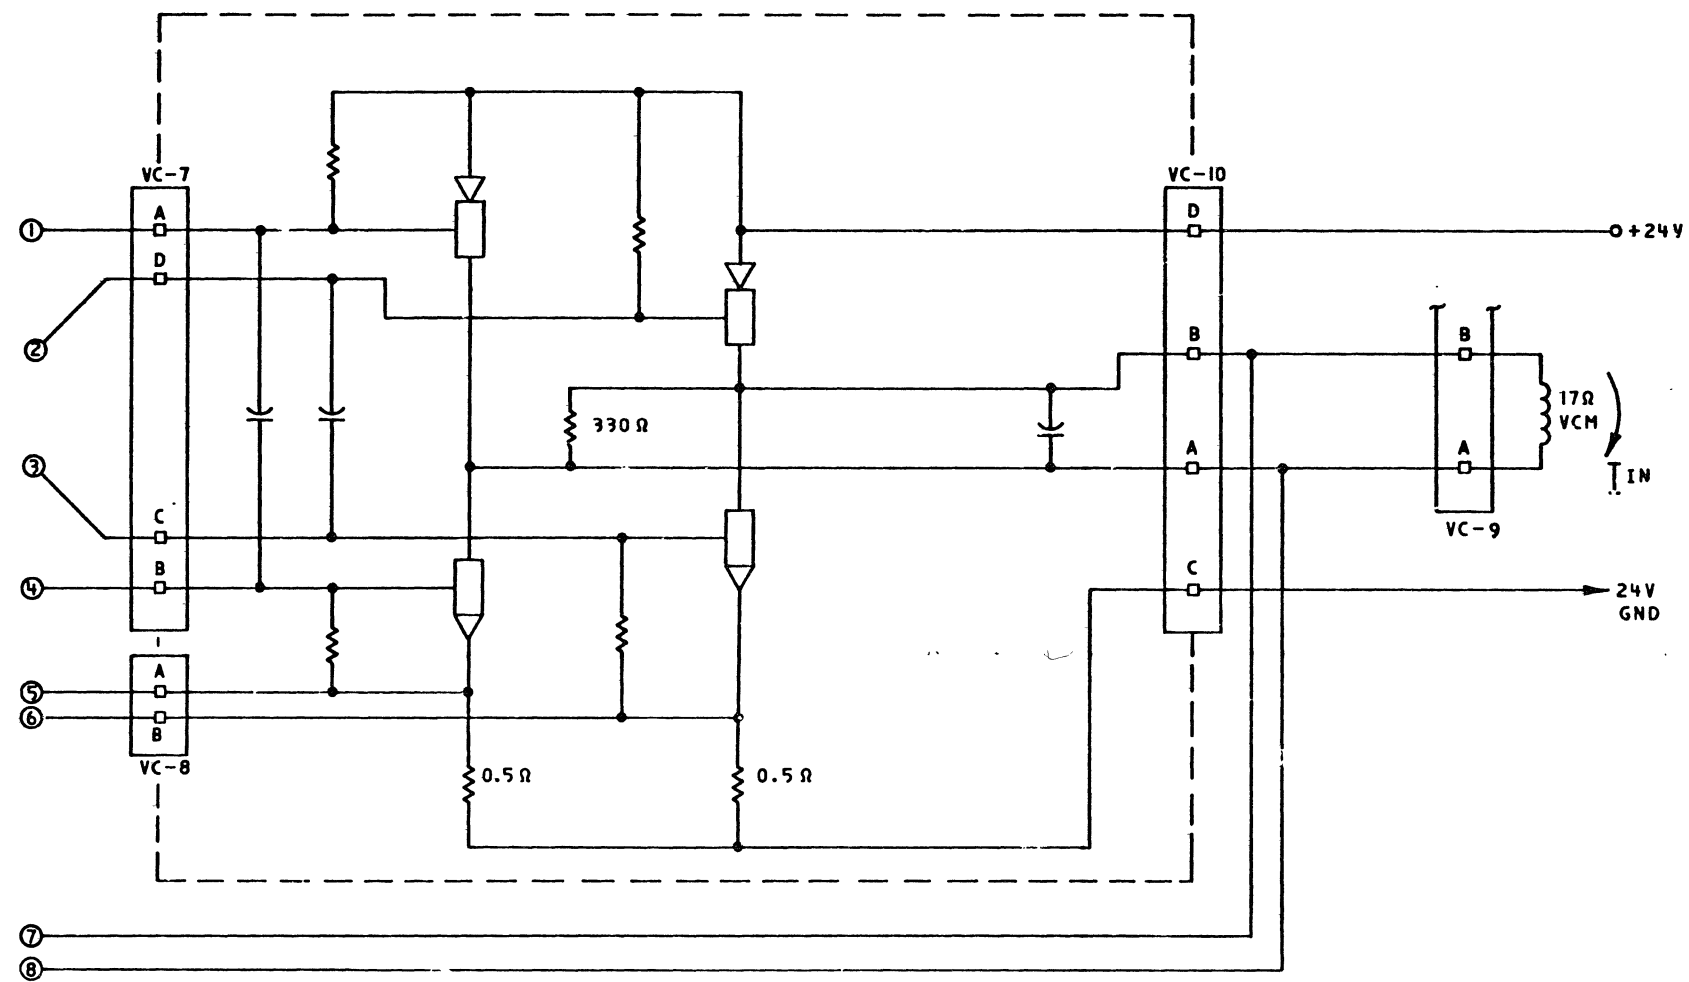 VC-7
VC-10
A
D
①
+24V
D
B
B
②
330Ω
17Ω
VCM
③
A
A
IN
C
VC-9
B
C
④
24V
GND
A
⑤
⑥
B
VC-8
0.5Ω
0.5Ω
⑦
⑧